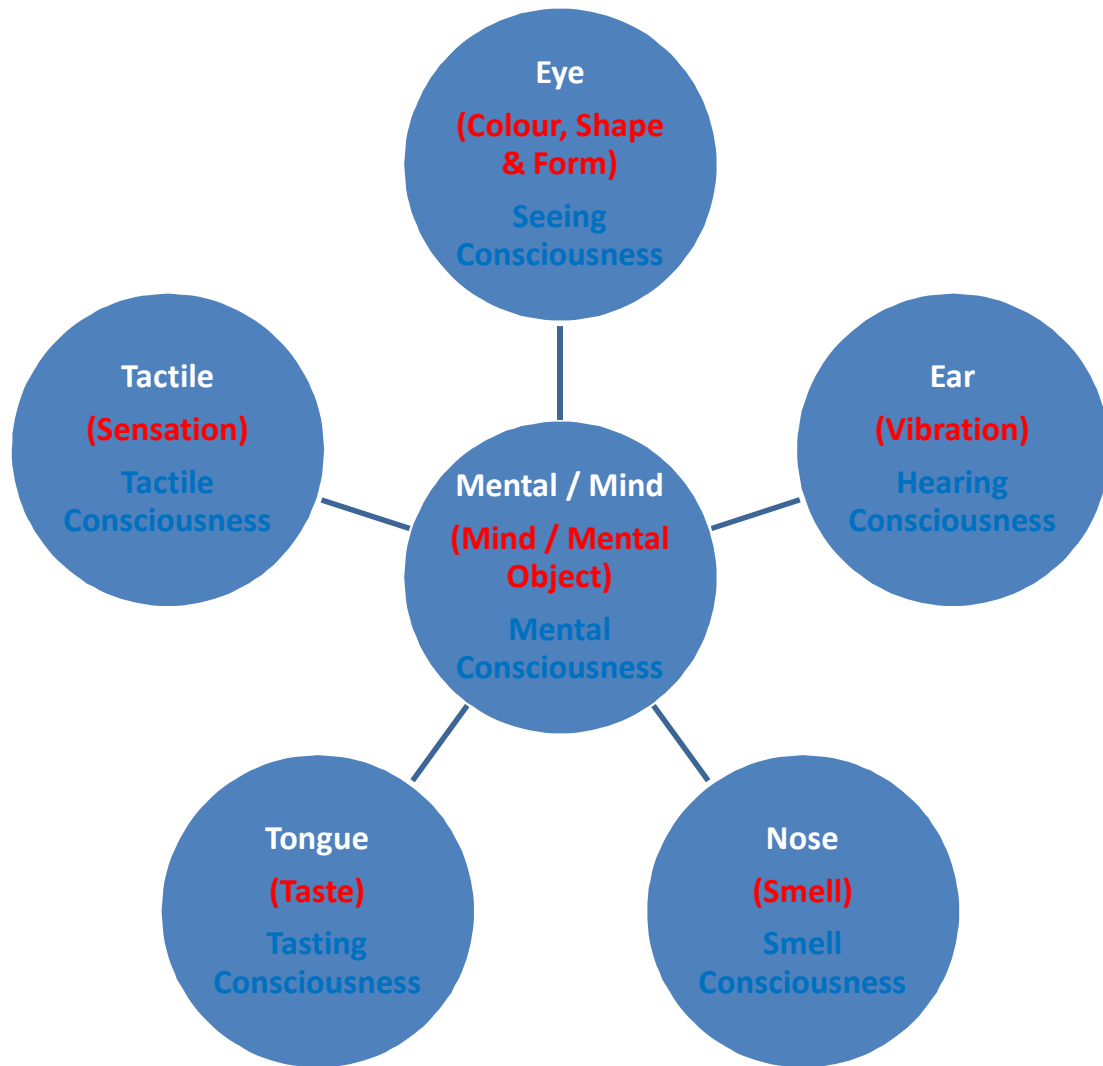 Eye
(Colour, Shape
& Form)
Seeing
Consciousness
Tactile
(Sensation)
Tactile
Consciousness
Ear
(Vibration)
Hearing
Consciousness
Mental / Mind
(Mind / Mental
Object)
Mental
Consciousness
Tongue
(Taste)
Tasting
Consciousness
Nose
(Smell)
Smell
Consciousness